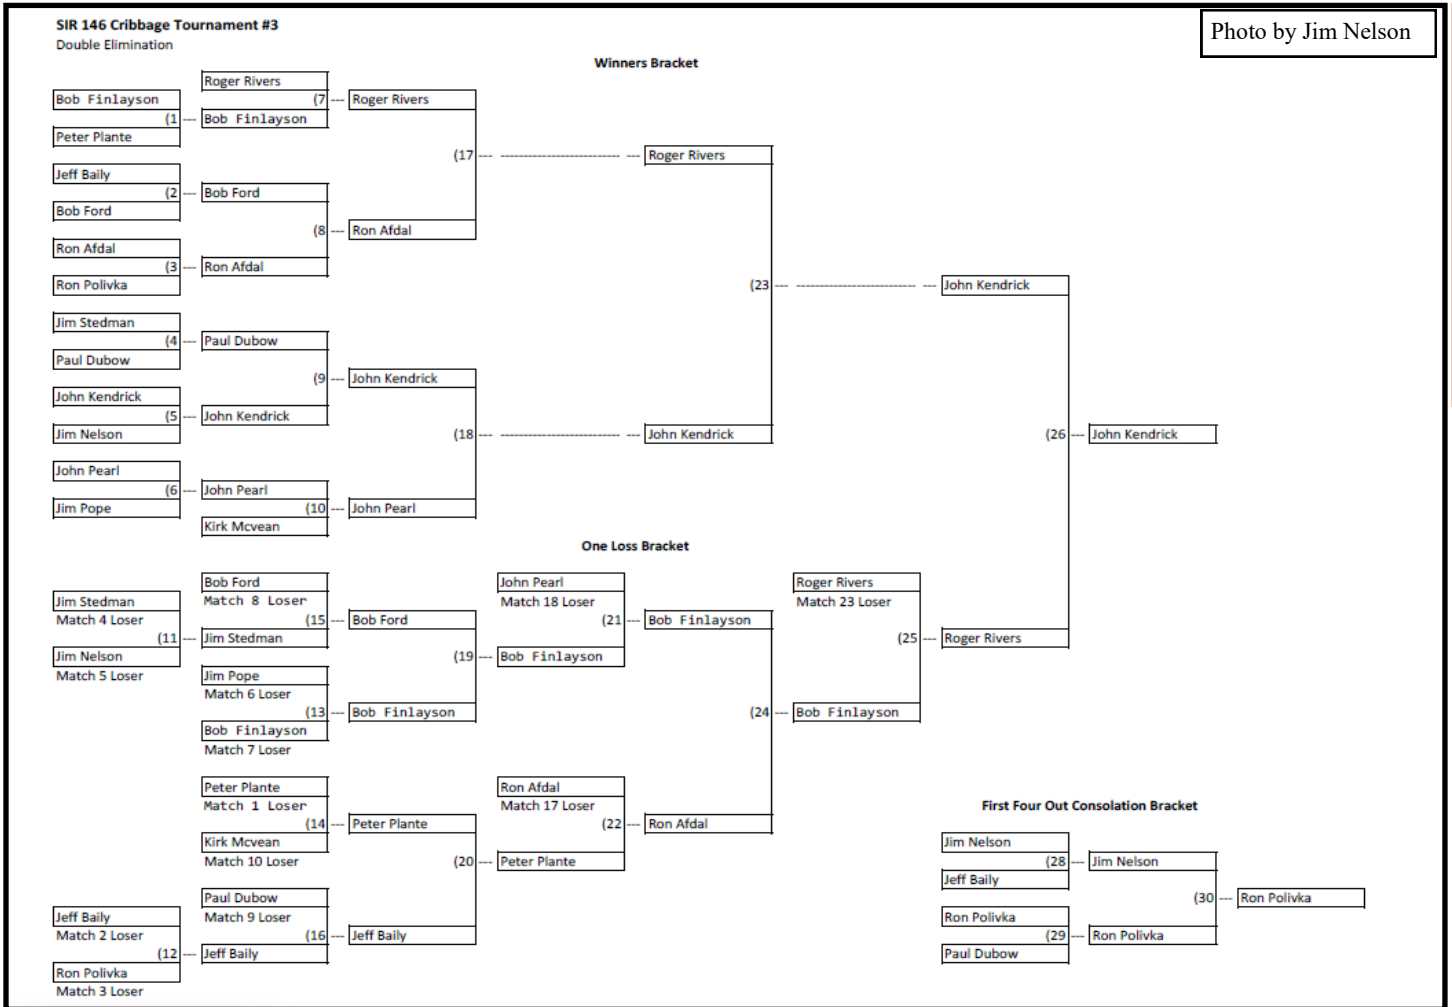 SIR 146 Cribbage Tournament #3
Double Elimination
Photo by Jim Nelson
Winners Bracket
Bob Finlayson
(1 ---
Peter Plante
Jeff Baily
(2 ---
Bob Ford
Ron Afdal
(3 ---
Ron Polivka
Jim Stedman
(4 ---
Paul Dubow
John Kendrick
(5 ---
Jim Nelson
John Pearl
(6 ---
Jim Pope
Roger Rivers
(7 ---
Bob Finlayson
Bob Ford
(8 ---
Ron Afdal
Paul Dubow
(9 ---
John Kendrick
John Pearl
(10 ---
Kirk Mcvean
Roger Rivers
(17 --- -------------------------- ---
Ron Afdal
John Kendrick
(18 --- -------------------------- ---
John Pearl
Roger Rivers
(23 --- -------------------------- ---
John Kendrick
John Kendrick
(26 --- John Kendrick
One Loss Bracket
Jim Stedman
Match 4 Loser
(11 ---
Jim Nelson
Match 5 Loser
Jeff Baily
Match 2 Loser
(12 ---
Ron Polivka
Match 3 Loser
Bob Ford
Match 8 Loser
(15 ---
Jim Stedman
Jim Pope
Match 6 Loser
(13 ---
Bob Finlayson
Match 7 Loser
Peter Plante
Match 1 Loser
(14 ---
Kirk Mcvean
Match 10 Loser
Paul Dubow
Match 9 Loser
(16 ---
Jeff Baily
Bob Ford
(19 ---
Bob Finlayson
Peter Plante
(20 ---
Jeff Baily
John Pearl
Match 18 Loser
(21 ---
Bob Finlayson
Ron Afdal
Match 17 Loser
(22 ---
Peter Plante
Bob Finlayson
(24 ---
Ron Afdal
Roger Rivers
Match 23 Loser
(25 ---
Bob Finlayson
Roger Rivers
First Four Out Consolation Bracket
Jim Nelson
(28 ---
Jeff Baily
Ron Polivka
(29 ---
Paul Dubow
Jim Nelson
(30 --- Ron Polivka
Ron Polivka